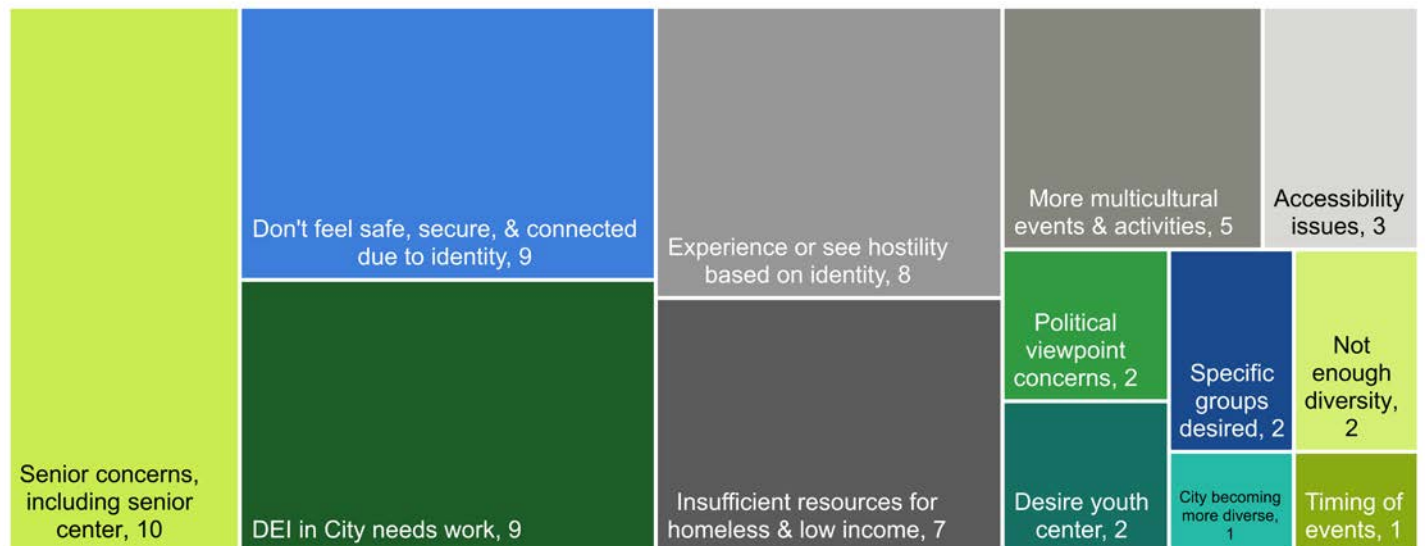 Senior concerns,
including senior
center, 10
Don't feel safe, secure, & connected
due to identity, 9
DEI in City needs work, 9
Experience or see hostility
based on identity, 8
Insufficient resources for
homeless & low income, 7
More multicultural
events & activities, 5
Accessibility
issues, 3
Political
viewpoint
concerns, 2
Desire youth
center, 2
Specific
groups
desired, 2
Not
enough
diversity,
2
City becoming
more diverse,
1
Timing of
events, 1